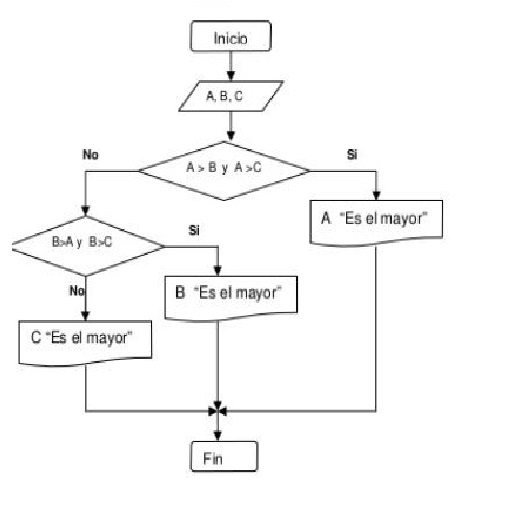 Inicio
A, B, C
No
A > B y A >C
Si
A "Es el mayor"
B>A y B>C
Si
B "Es el mayor"
No
C "Es el mayor"
Fin